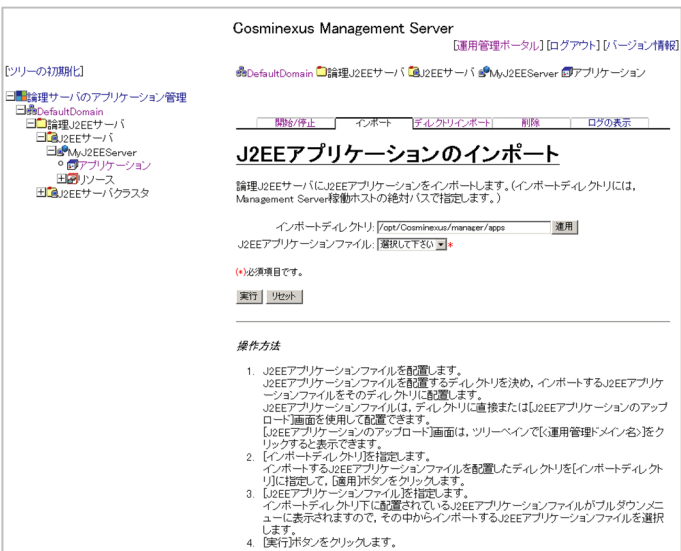 Cosminexus Management Server
[運用管理ポータル] [ログアウト] [バージョン情報]
[ツリーの初期化]
論理サーバのアプリケーション管理
DefaultDomain
論理J2EEサーバ
J2EEサーバ
MyJ2EEServer
アプリケーション
リソース
J2EEサーバクラスタ
DefaultDomain 論理J2EEサーバ J2EEサーバ MyJ2EEServer アプリケーション
開始/停止 インポート ディレクトリインポート 削除 ログの表示
J2EEアプリケーションのインポート
論理J2EEサーバにJ2EEアプリケーションをインポートします。(インポートディレクトリには,
Management Server稼働ホストの絶対パスで指定します。)
インポートディレクトリ: /opt/Cosminexus/manager/apps 適用
J2EEアプリケーションファイル: 選択して下さい *
(*)必須項目です。
実行 リセット
操作方法
1. J2EEアプリケーションファイルを配置します。
J2EEアプリケーションファイルを配置するディレクトリを決め, インポートするJ2EEアプリケ
ーションファイルをそのディレクトリに配置します。
J2EEアプリケーションファイルは, ディレクトリに直接または[J2EEアプリケーションのアップ
ロード]画面を使用して配置できます。
[J2EEアプリケーションのアップロード]画面は, ツリーペインで[<運用管理ドメイン名>]をク
リックすると表示できます。
2. [インポートディレクトリ]を指定します。
インポートするJ2EEアプリケーションファイルを配置したディレクトリを[インポートディレクト
リ]に指定して, [適用]ボタンをクリックします。
3. [J2EEアプリケーションファイル]を指定します。
インポートディレクトリ下に配置されているJ2EEアプリケーションファイルがプルダウンメニ
ューに表示されますので, その中からインポートするJ2EEアプリケーションファイルを選択
します。
4. [実行]ボタンをクリックします。